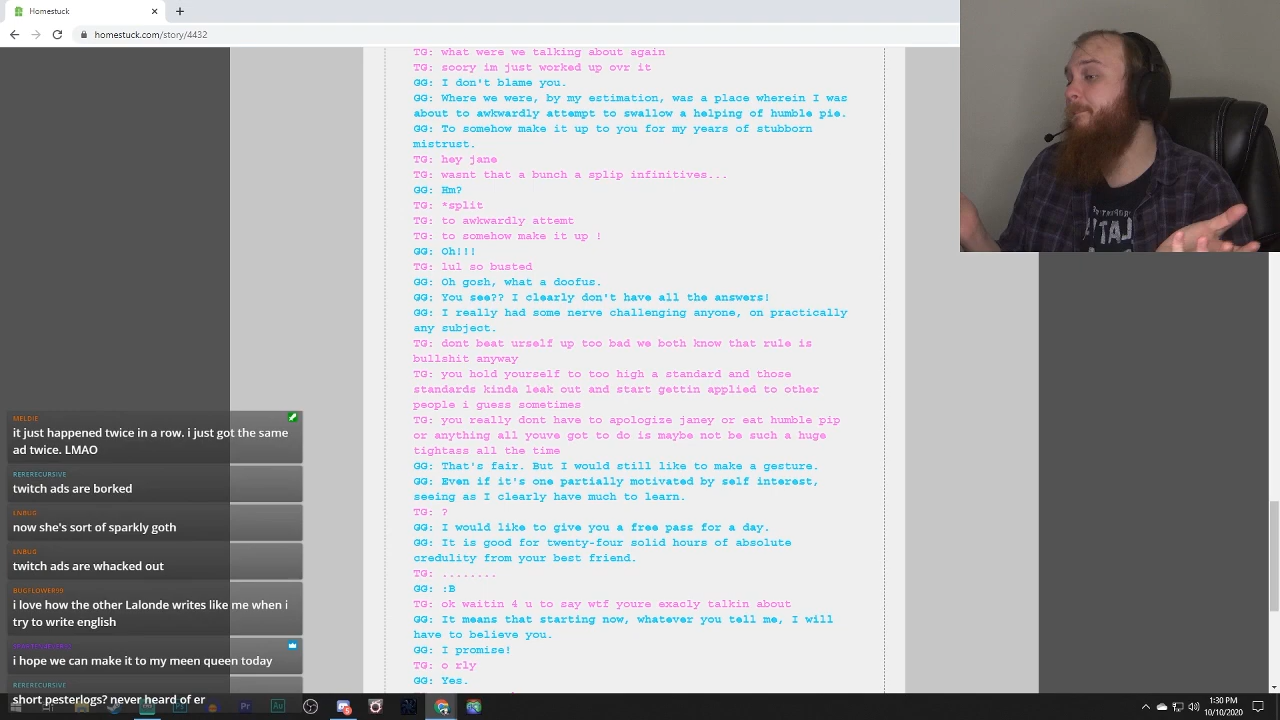 Homestuck
homestuck.com/story/4432
TG: what were we talking about again
TG: soory im just worked up ovr it
GG: I don't blame you.
GG: Where we were, by my estimation, was a place wherein I was
about to awkwardly attempt to swallow a helping of humble pie.
GG: To somehow make it up to you for my years of stubborn
mistrust.
TG: hey jane
TG: wasnt that a bunch a splip infinitives...
GG: Hm?
TG: *split
TG: to awkwardly attemt
TG: to somehow make it up !
GG: Oh!!!
TG: lul so busted
GG: Oh gosh, what a doofus.
GG: You see?? I clearly don't have all the answers!
GG: I really had some nerve challenging anyone, on practically
any subject.
TG: dont beat urself up too bad we both know that rule is
bullshit anyway
TG: you hold yourself to too high a standard and those
standards kinda leak out and start gettin applied to other
people i guess sometimes
TG: you really dont have to apologize janey or eat humble pip
or anything all youve got to do is maybe not be such a huge
tightass all the time
GG: That's fair. But I would still like to make a gesture.
GG: Even if it's one partially motivated by self interest,
seeing as I clearly have much to learn.
TG: ?
GG: I would like to give you a free pass for a day.
GG: It is good for twenty-four solid hours of absolute
credulity from your best friend.
TG: ........
GG: :B
TG: ok waitin 4 u to say wtf youre exacly talkin about
GG: It means that starting now, whatever you tell me, I will
have to believe you.
GG: I promise!
TG: o rly
GG: Yes.
MELDIE
it just happened twice in a row. i just got the same
ad twice. LMAO
RERERECURSIVE
twitch ads are borked
LNBUG
now she's sort of sparkly goth
LNBUG
twitch ads are whacked out
BUGFLOWER99
i love how the other Lalonde writes like me when i
try to write english
i hope we can make it to my meen queen today
RERERECURSIVE
short pesterlogs? never heard of er
Pr
Au
1:30 PM
10/10/2020